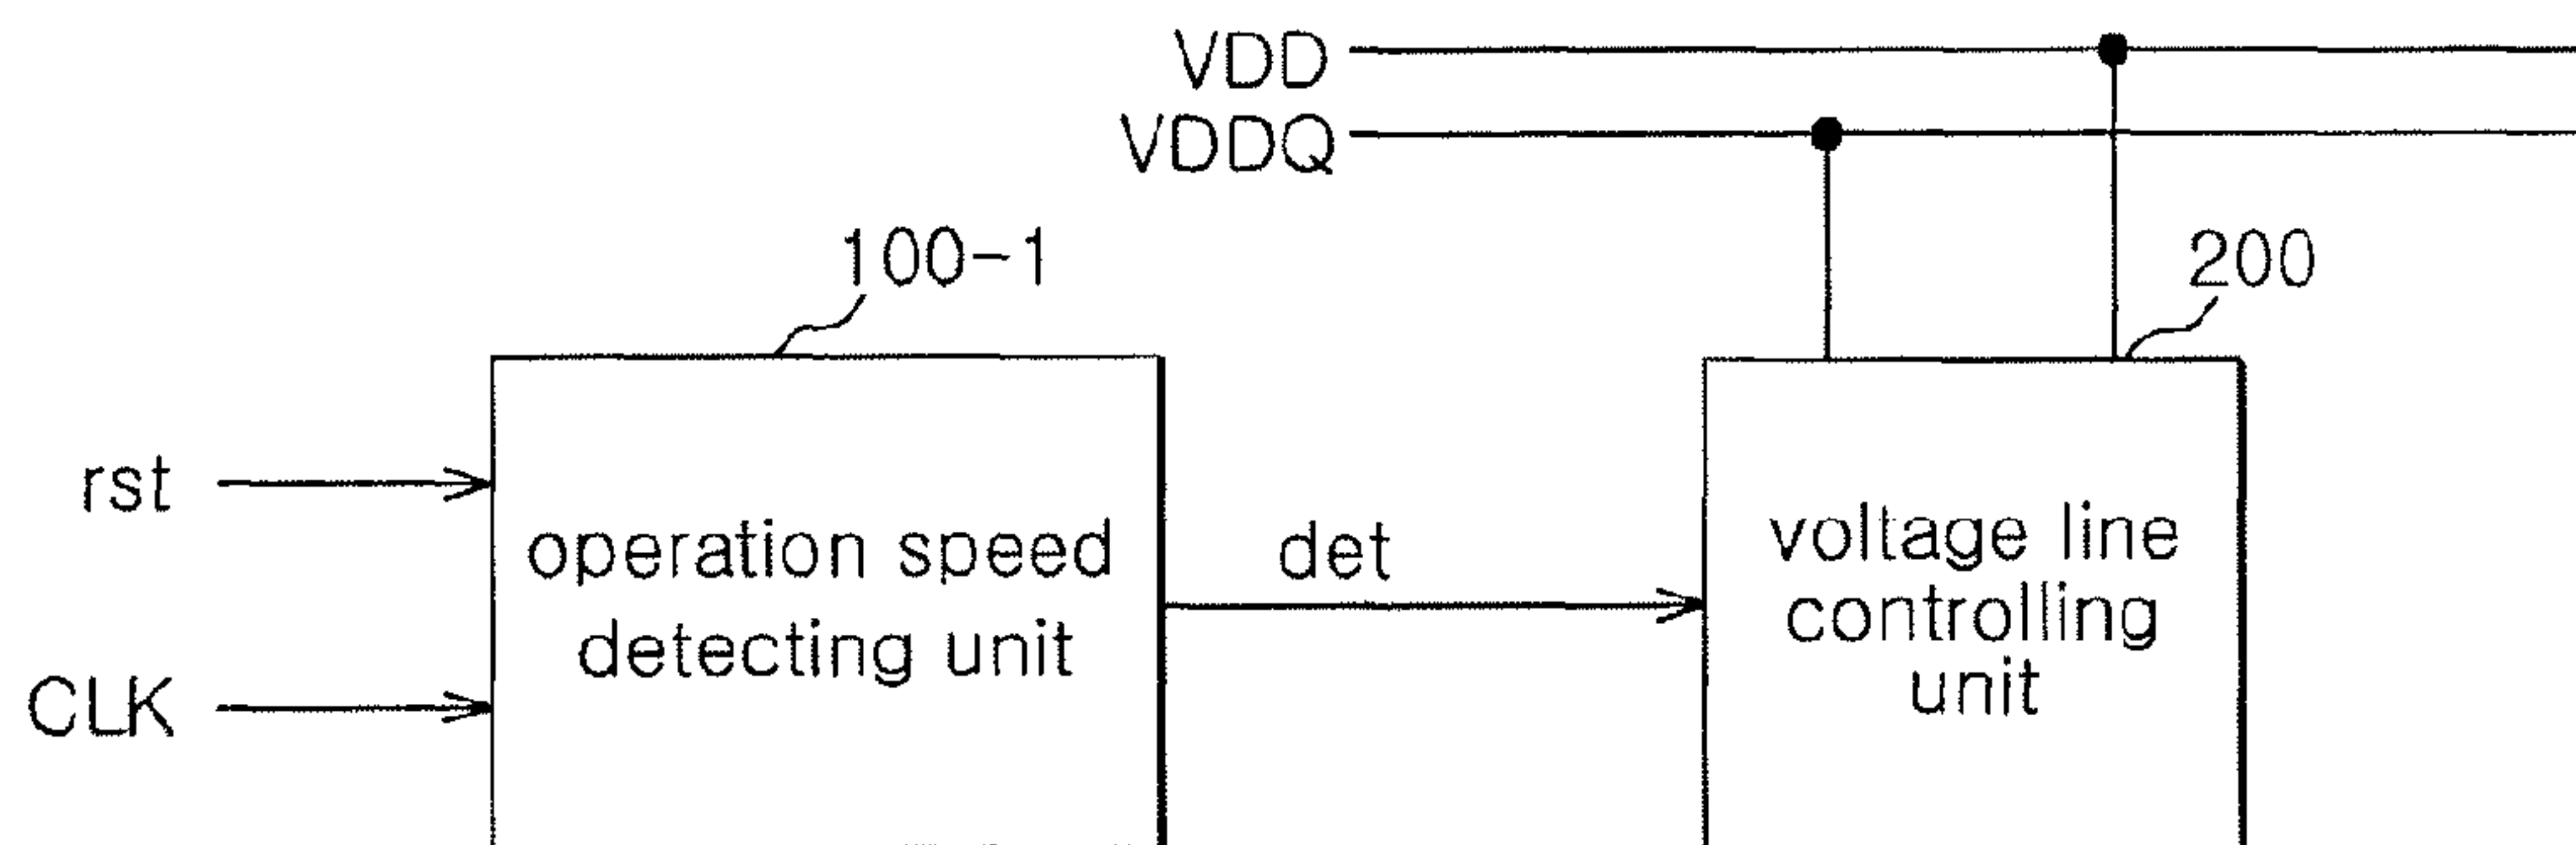 VDD
VDDQ
100-1
200
rst
CLK
operation speed
detecting unit
det
voltage line
controlling
unit